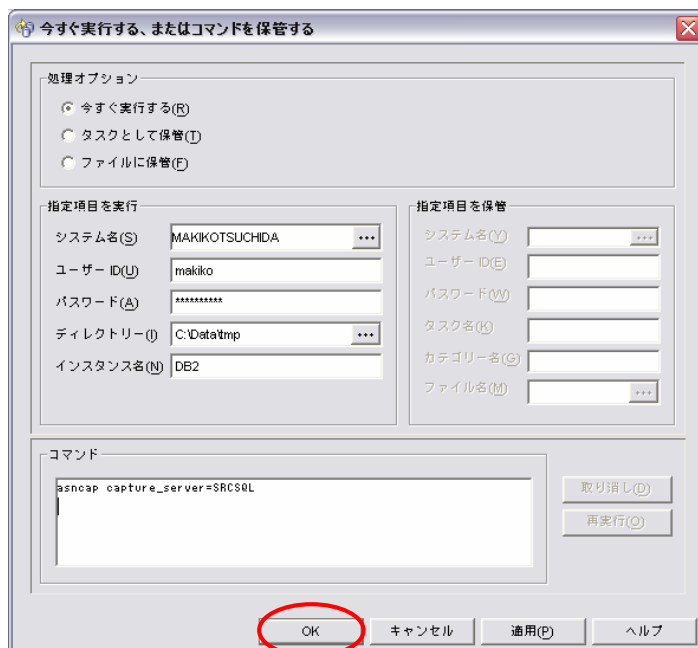 今すぐ実行する、またはコマンドを保管する
処理オプション
今すぐ実行する(R)
タスクとして保管(T)
ファイルに保管(F)
指定項目を実行
システム名(S) MAKIKOTSUCHIDA ...
ユーザー ID(U) makiko
パスワード(A) **********
ディレクトリー(I) C:\Data\tmp ...
インスタンス名(N) DB2
指定項目を保管
システム名(Y) ...
ユーザー ID(E)
パスワード(W)
タスク名(K)
カテゴリー名(G)
ファイル名(M) ...
コマンド
asncap capture_server=SRCSQL
取り消し(D)
再実行(O)
OK キャンセル 適用(P) ヘルプ